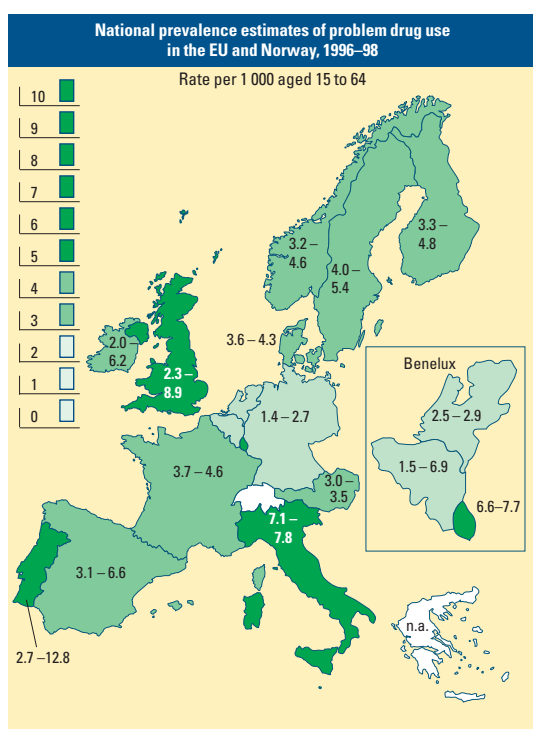 National prevalence estimates of problem drug use
in the EU and Norway, 1996–98
Rate per 1 000 aged 15 to 64
10
9
8
7
6
5
4
3
2
1
0
3.3 –
4.8
3.2 –
4.6
4.0 –
5.4
2.0 –
6.2
3.6 – 4.3
2.3 –
8.9
Benelux
1.4 – 2.7
2.5 – 2.9
1.5 – 6.9
3.7 – 4.6
3.0 –
3.5
6.6–7.7
7.1 –
7.8
3.1 – 6.6
n.a.
2.7 –12.8